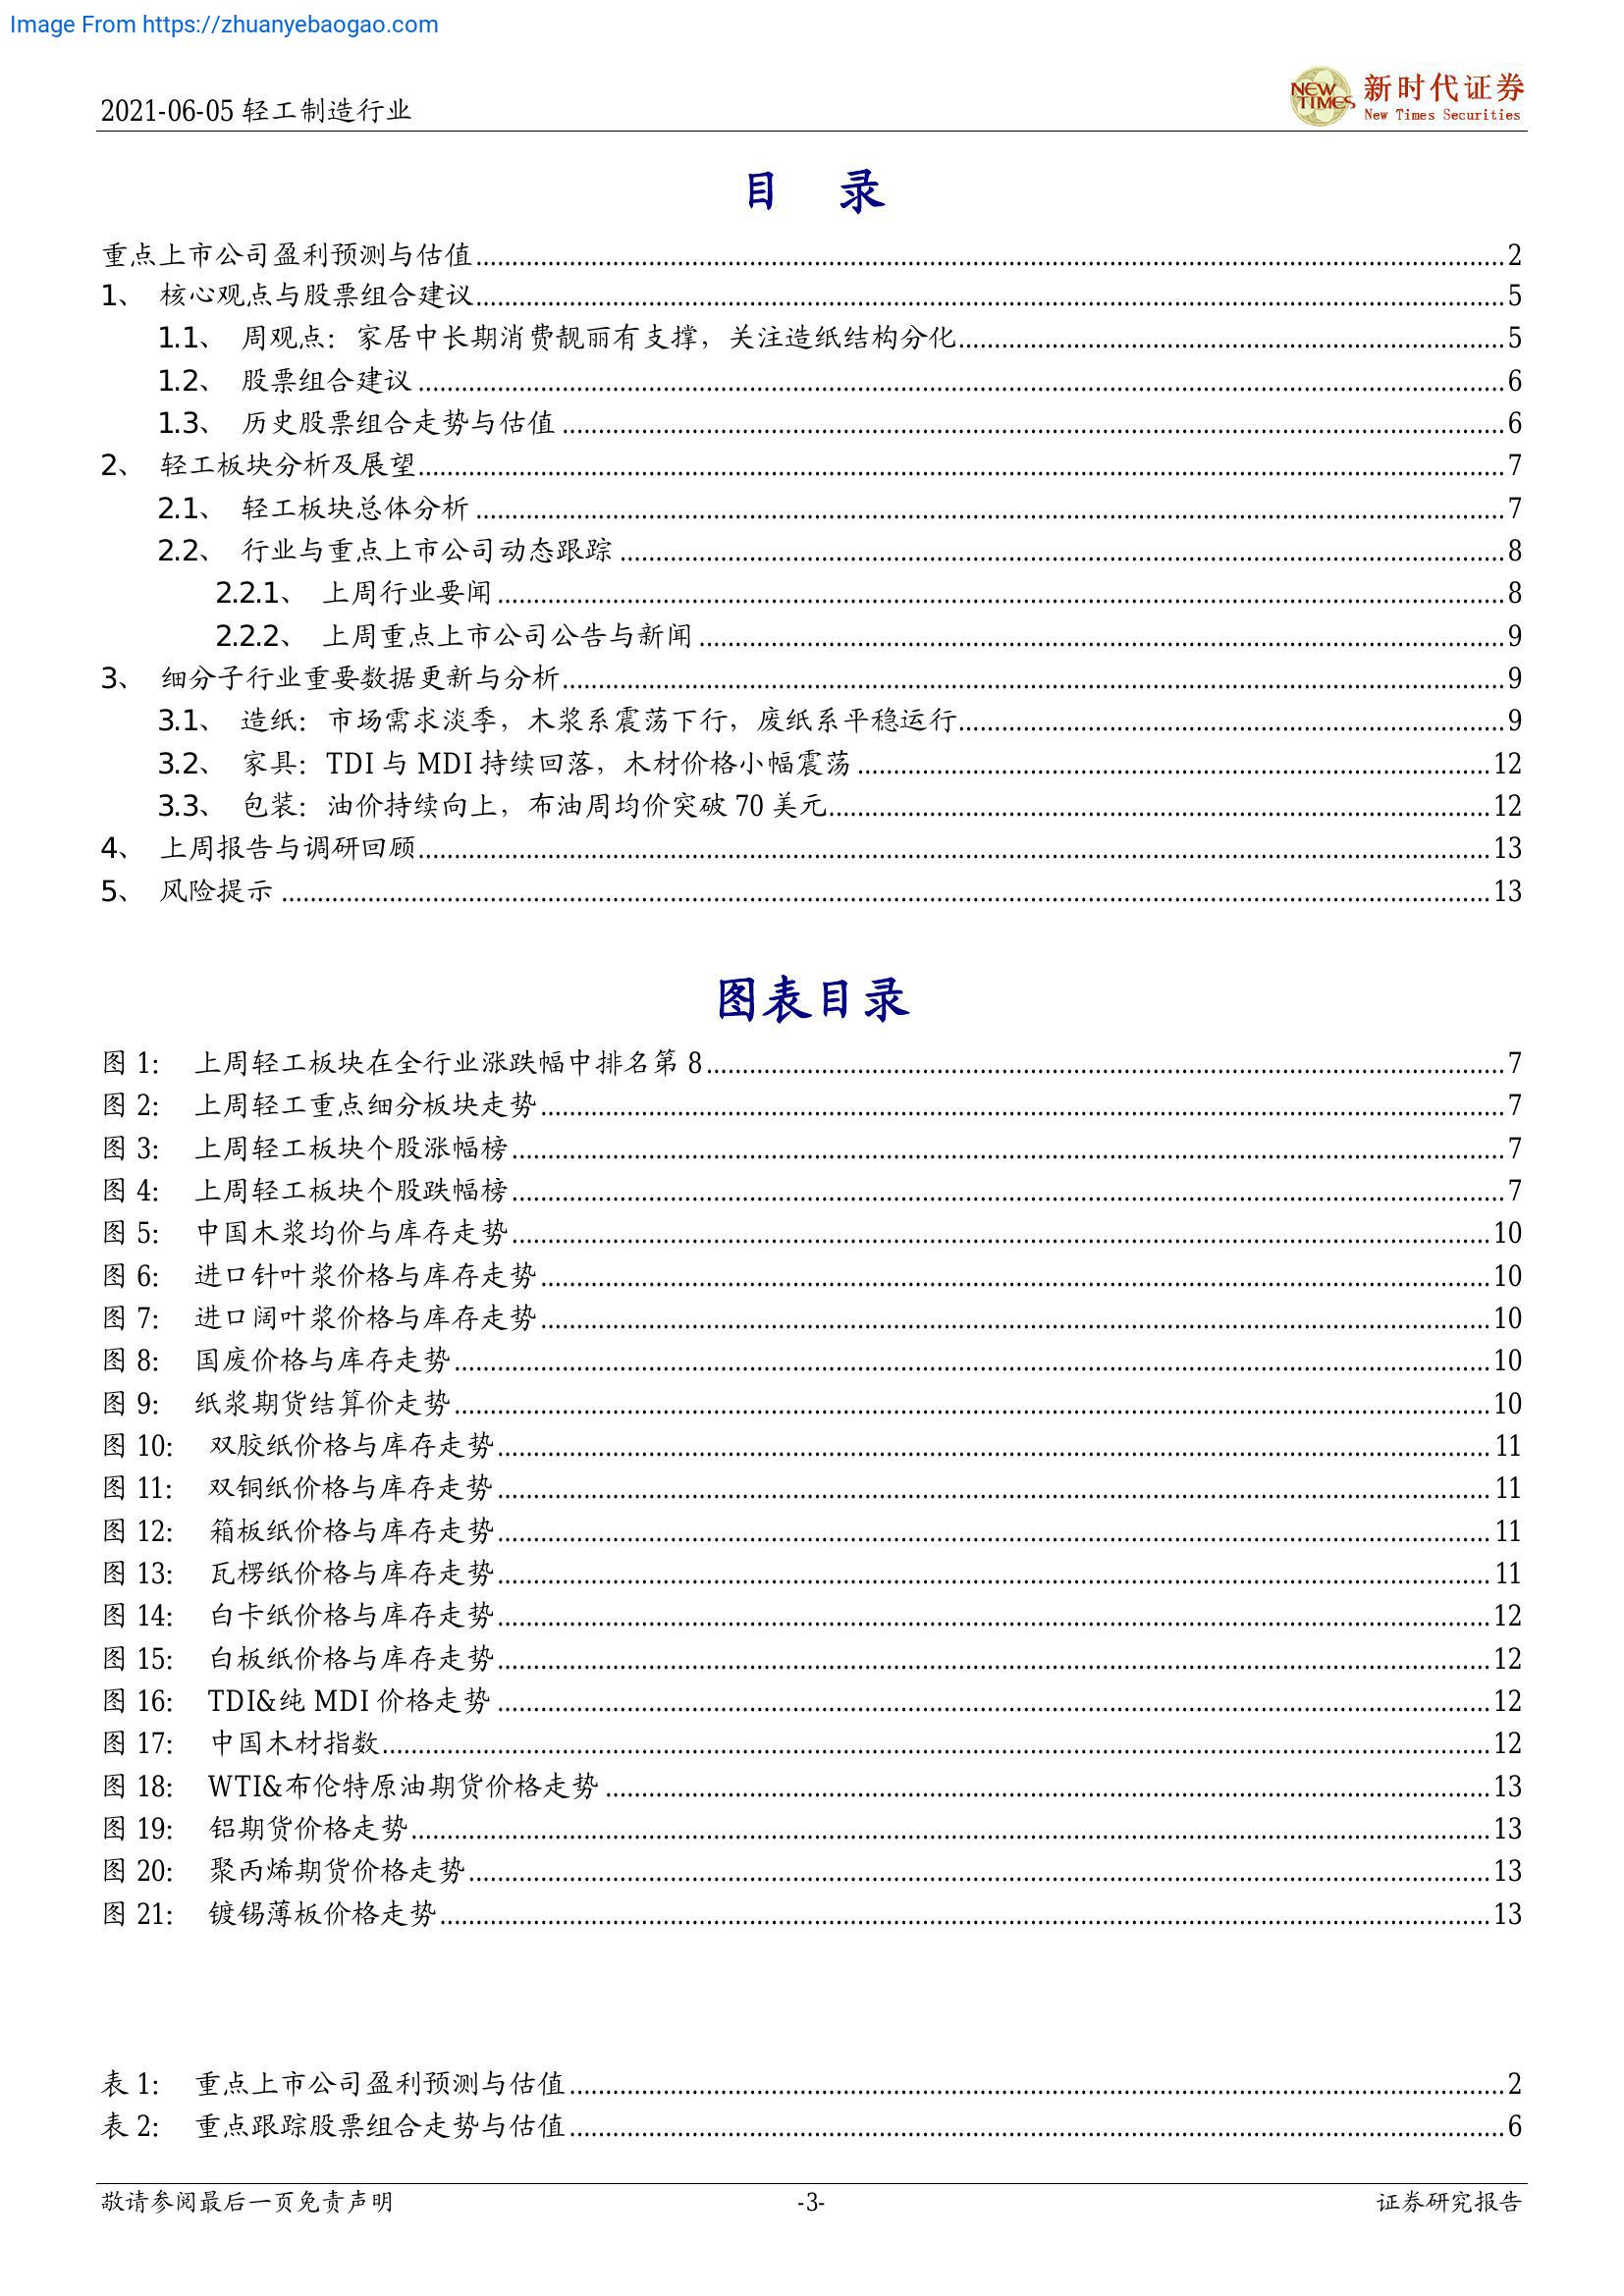 Image From https://zhuanyebaogao.com
2021-06-05 轻工制造行业
NEW TIMES 新时代证券
New Times Securities
目 录
重点上市公司盈利预测与估值 2
1、 核心观点与股票组合建议 5
1.1、 周观点：家居中长期消费靓丽有支撑，关注造纸结构分化 5
1.2、 股票组合建议 6
1.3、 历史股票组合走势与估值 6
2、 轻工板块分析及展望 7
2.1、 轻工板块总体分析 7
2.2、 行业与重点上市公司动态跟踪 8
2.2.1、 上周行业要闻 8
2.2.2、 上周重点上市公司公告与新闻 9
3、 细分子行业重要数据更新与分析 9
3.1、 造纸：市场需求淡季，木浆系震荡下行，废纸系平稳运行 9
3.2、 家具：TDI 与 MDI 持续回落，木材价格小幅震荡 12
3.3、 包装：油价持续向上，布油周均价突破 70 美元 12
4、 上周报告与调研回顾 13
5、 风险提示 13
图表目录
图 1: 上周轻工板块在全行业涨跌幅中排名第 8 7
图 2: 上周轻工重点细分板块走势 7
图 3: 上周轻工板块个股涨幅榜 7
图 4: 上周轻工板块个股跌幅榜 7
图 5: 中国木浆均价与库存走势 10
图 6: 进口针叶浆价格与库存走势 10
图 7: 进口阔叶浆价格与库存走势 10
图 8: 国废价格与库存走势 10
图 9: 纸浆期货结算价走势 10
图 10: 双胶纸价格与库存走势 11
图 11: 双铜纸价格与库存走势 11
图 12: 箱板纸价格与库存走势 11
图 13: 瓦楞纸价格与库存走势 11
图 14: 白卡纸价格与库存走势 12
图 15: 白板纸价格与库存走势 12
图 16: TDI&纯 MDI 价格走势 12
图 17: 中国木材指数 12
图 18: WTI&布伦特原油期货价格走势 13
图 19: 铝期货价格走势 13
图 20: 聚丙烯期货价格走势 13
图 21: 镀锡薄板价格走势 13
表 1: 重点上市公司盈利预测与估值 2
表 2: 重点跟踪股票组合走势与估值 6
敬请参阅最后一页免责声明 -3- 证券研究报告